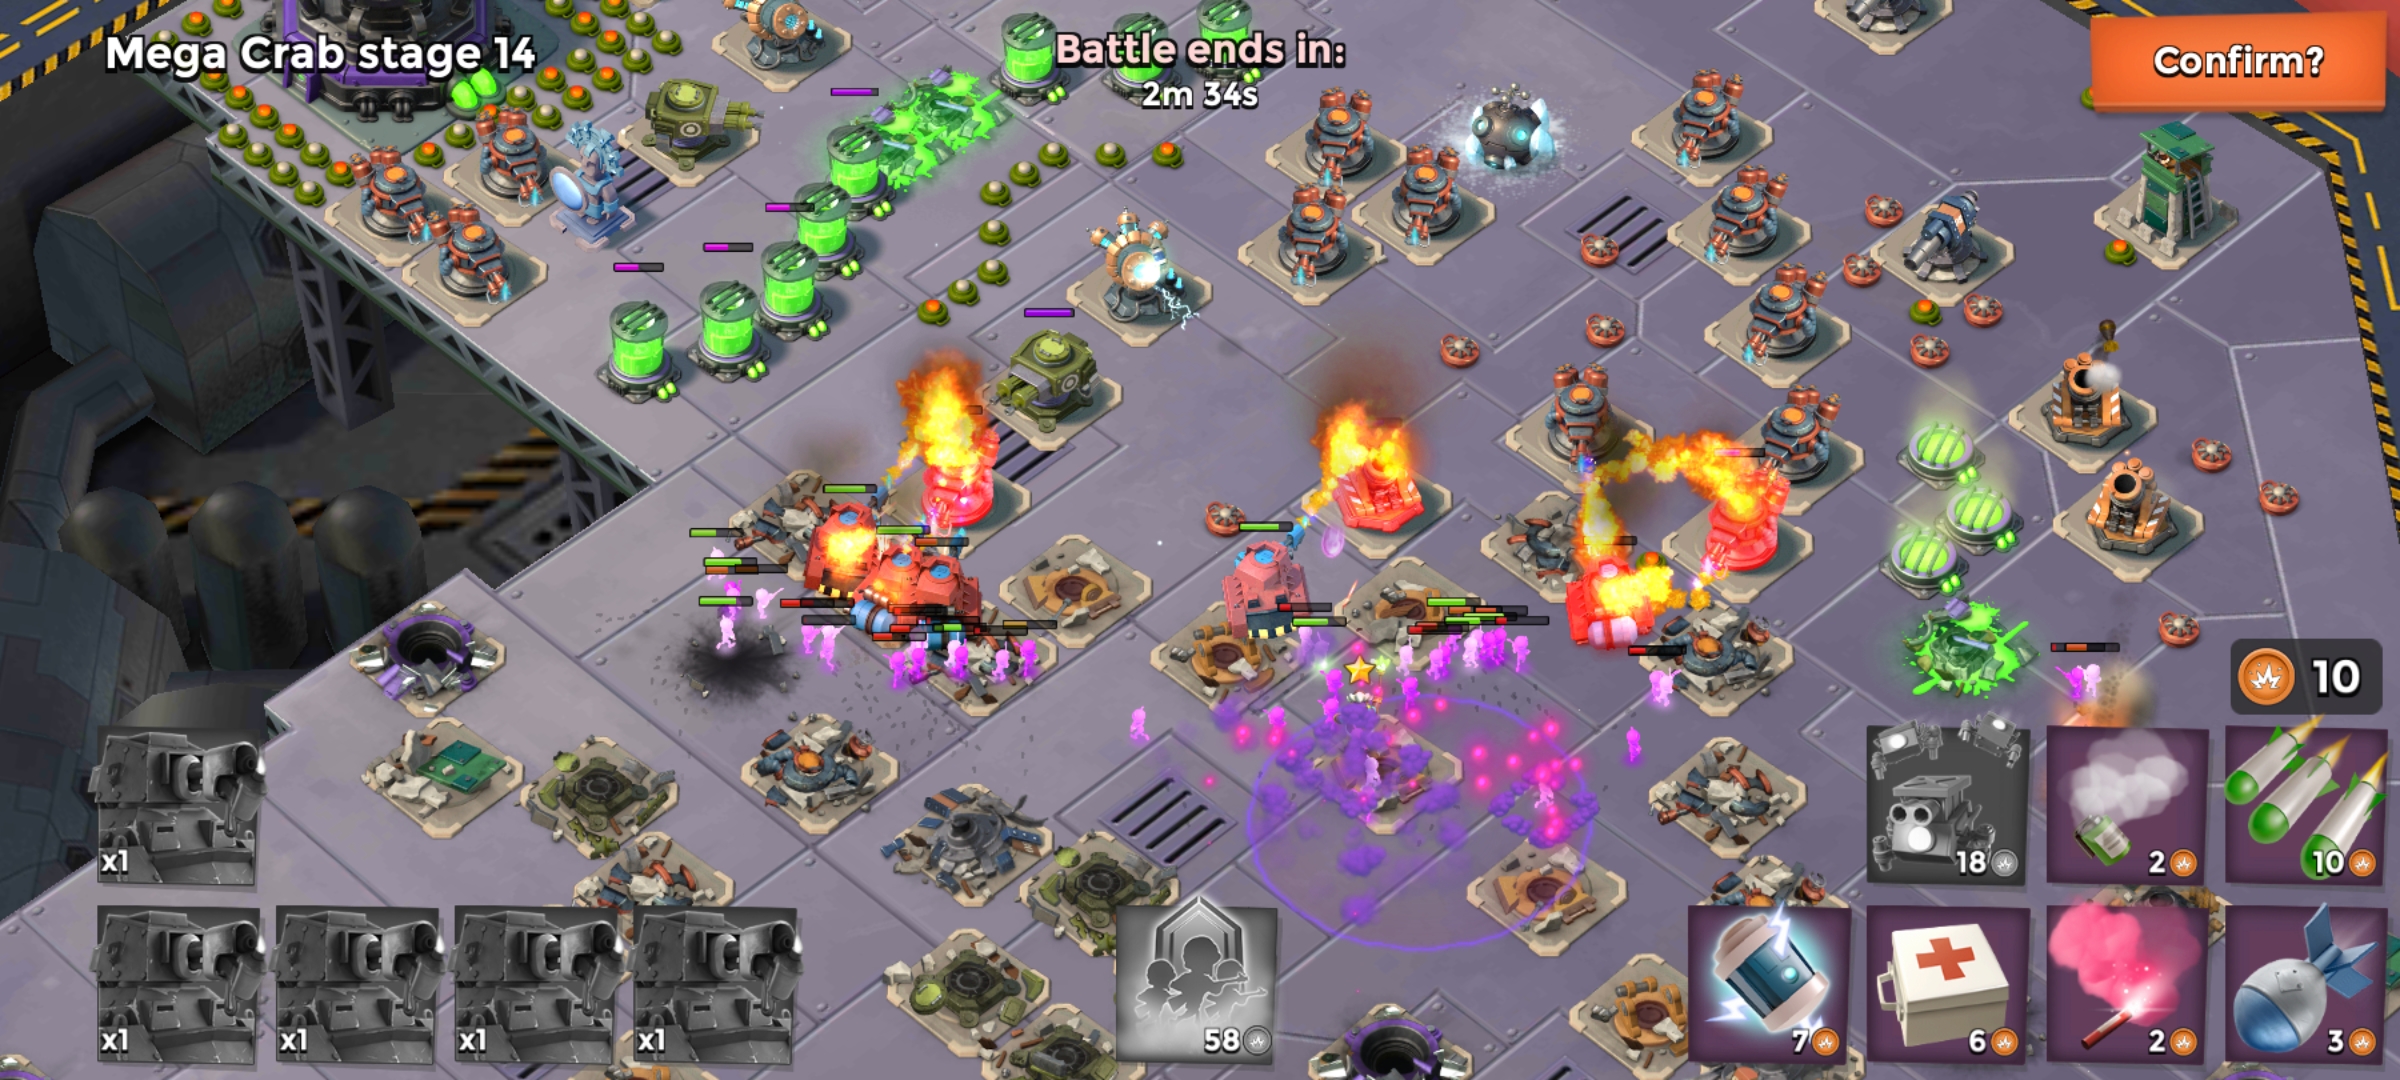 Mega Crab stage 14
Battle ends in:
2m 34s
Confirm?
10
x1
18
2
10
x1
x1
x1
x1
58
7
6
2
3